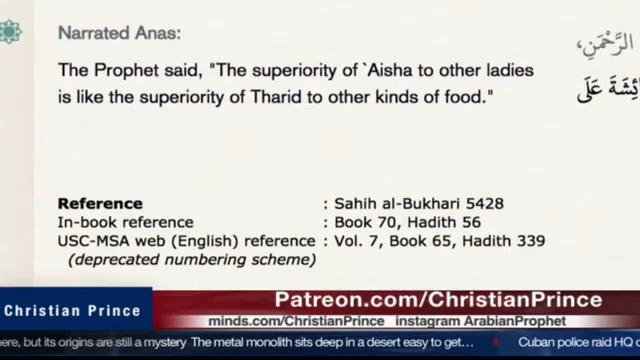 Narrated Anas:
الرَّحْمَنِ،
The Prophet said, "The superiority of `Aisha to other ladies
is like the superiority of Tharid to other kinds of food."
عَلَى
Reference : Sahih al-Bukhari 5428
In-book reference : Book 70, Hadith 56
USC-MSA web (English) reference : Vol. 7, Book 65, Hadith 339
(deprecated numbering scheme)
Christian Prince
Patreon.com/ChristianPrince
minds.com/ChristianPrince instagram ArabianProphet
but its origins are still a mystery The metal monolith sits deep in a desert easy to get… Cuban police raid HQ